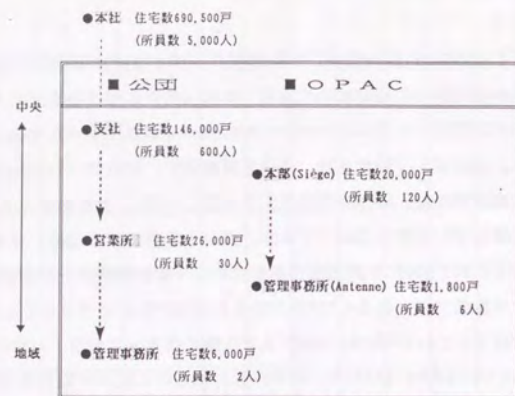 ●本社 住宅数690,500戸
(所員数 5,000人)
■公団 ■OPAC
中央
●支社 住宅数146,000戸
(所員数 600人)
●本部(Siège) 住宅数20,000戸
(所員数 120人)
●営業所 住宅数26,000戸
(所員数 30人)
●管理事務所(Antenne) 住宅数1,800戸
(所員数 6人)
地域
●管理事務所 住宅数6,000戸
(所員数 2人)